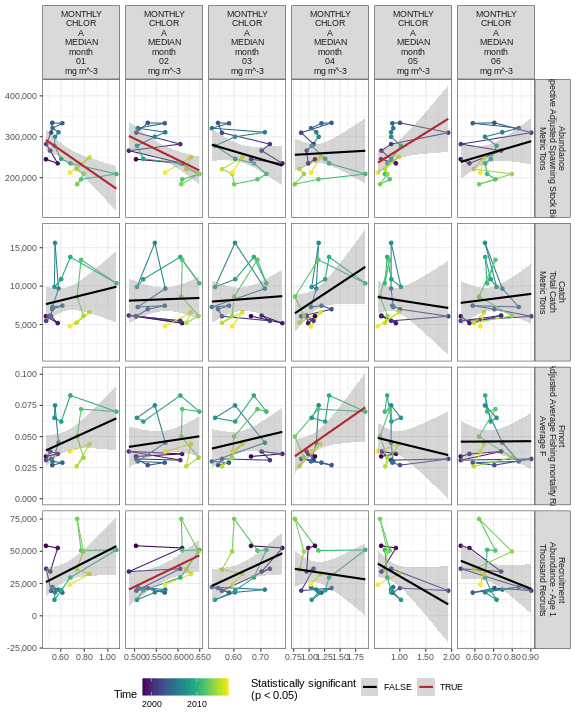 MONTHLY
CHLOR
A
MEDIAN
month
01
mg m^-3
MONTHLY
CHLOR
A
MEDIAN
month
02
mg m^-3
MONTHLY
CHLOR
A
MEDIAN
month
03
mg m^-3
MONTHLY
CHLOR
A
MEDIAN
month
04
mg m^-3
MONTHLY
CHLOR
A
MEDIAN
month
05
mg m^-3
MONTHLY
CHLOR
A
MEDIAN
month
06
mg m^-3
400,000
300,000
200,000
Abundance
Adjusted Spawning Stock
Metric Tons
15,000
10,000
5,000
Catch
Total Catch
Metric Tons
0.100
0.075
0.050
0.025
0.000
Fmort
Adjusted Average Fishing mortality
Average F
75,000
50,000
25,000
0
-25,000
Recruitment
Abundance - Age 1
Thousand Recruits
0.60 0.80 1.00
0.500 0.550 0.600 0.650
0.60 0.70
0.75 1.00 1.25 1.50 1.75
1.00 1.50 2.00
0.60 0.70 0.80 0.90
Time
2000 2010
Statistically significant
(p < 0.05)
FALSE
TRUE